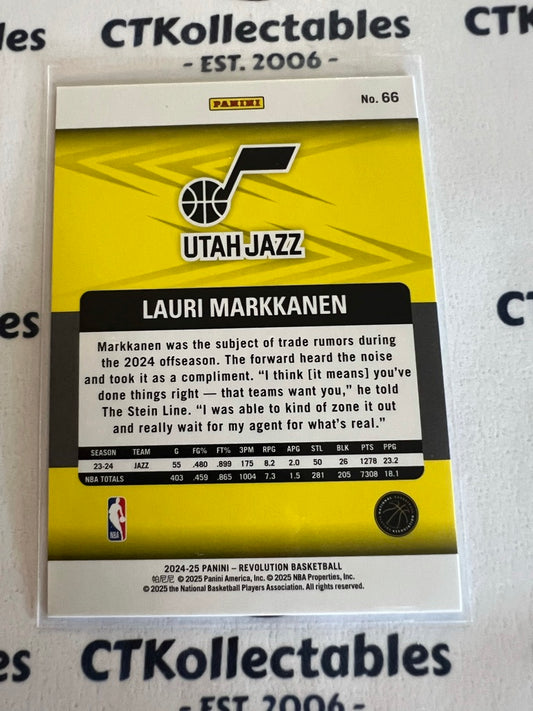 es
CTKollectables
CTKollec
- EST. 2006 -
PANINI
No. 66
UTAH JAZZ
LAURI MARKKANEN
Markkanen was the subject of trade rumors during
the 2024 offseason. The forward heard the noise
and took it as a compliment. “I think [it means] you’ve
done things right — that teams want you,” he told
The Stein Line. “I was able to kind of zone it out
and really wait for my agent for what’s real.”
SEASON TEAM G FG% FT% 3PM RPG APG STL BLK PTS PPG
23-24 JAZZ 55 .480 .899 175 8.2 2.0 50 26 1278 23.2
NBA TOTALS 403 .459 .865 1004 7.3 1.5 281 205 7308 18.1
NBA
2024-25 PANINI – REVOLUTION BASKETBALL
帕尼尼 © 2025 Panini America, Inc. © 2025 NBA Properties, Inc.
© 2025 the National Basketball Players Association. All rights reserved.
les
CT
es
CTKollectables
- EST. 2006 -